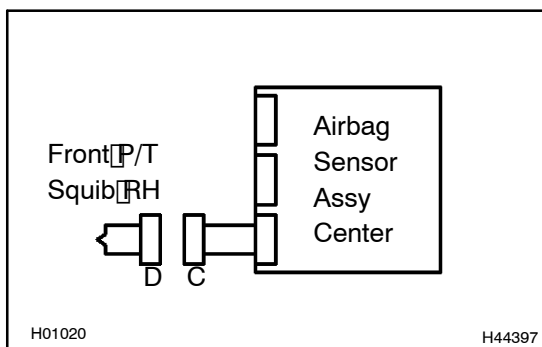 Front▯P/T
Squib▯RH
Airbag
Sensor
Assy
Center
D C
H01020
H44397